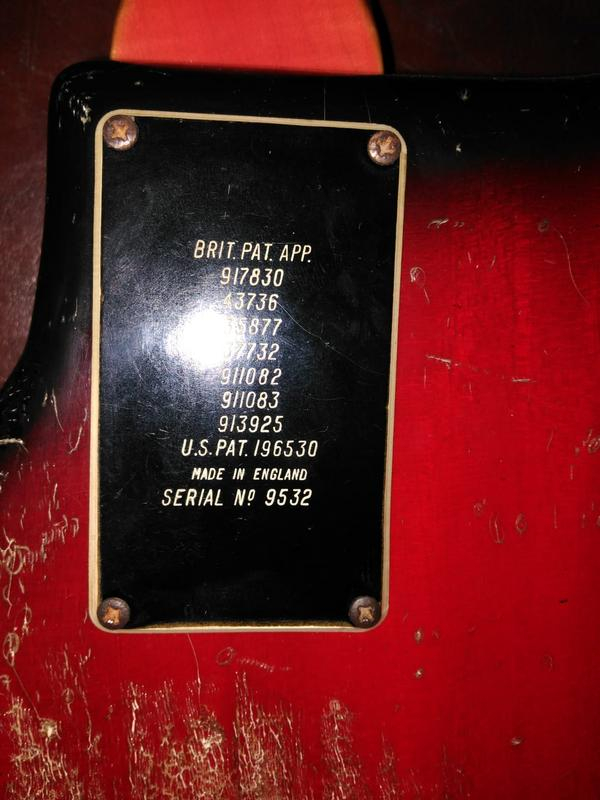 BRIT. PAT. APP.
917830
43736
911082
911083
913925
U.S. PAT. 196530
MADE IN ENGLAND
SERIAL Nº 9532